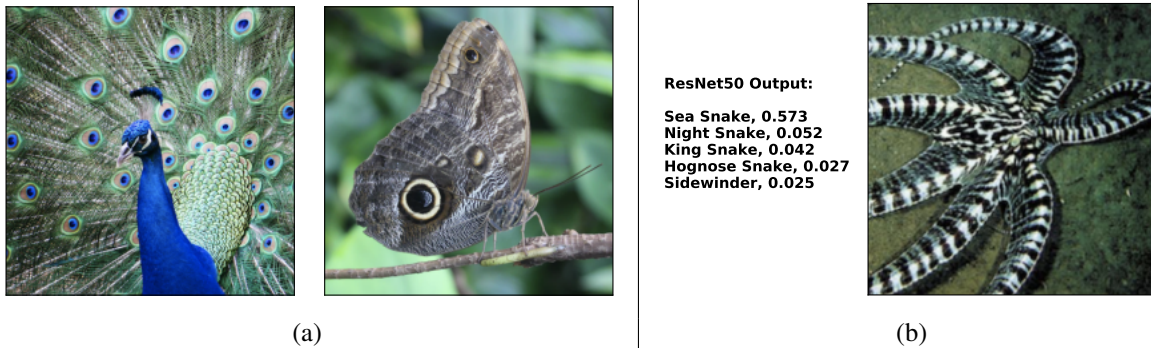 ResNet50 Output:
Sea Snake, 0.573
Night Snake, 0.052
King Snake, 0.042
Hognose Snake, 0.027
Sidewinder, 0.025
(a)
(b)